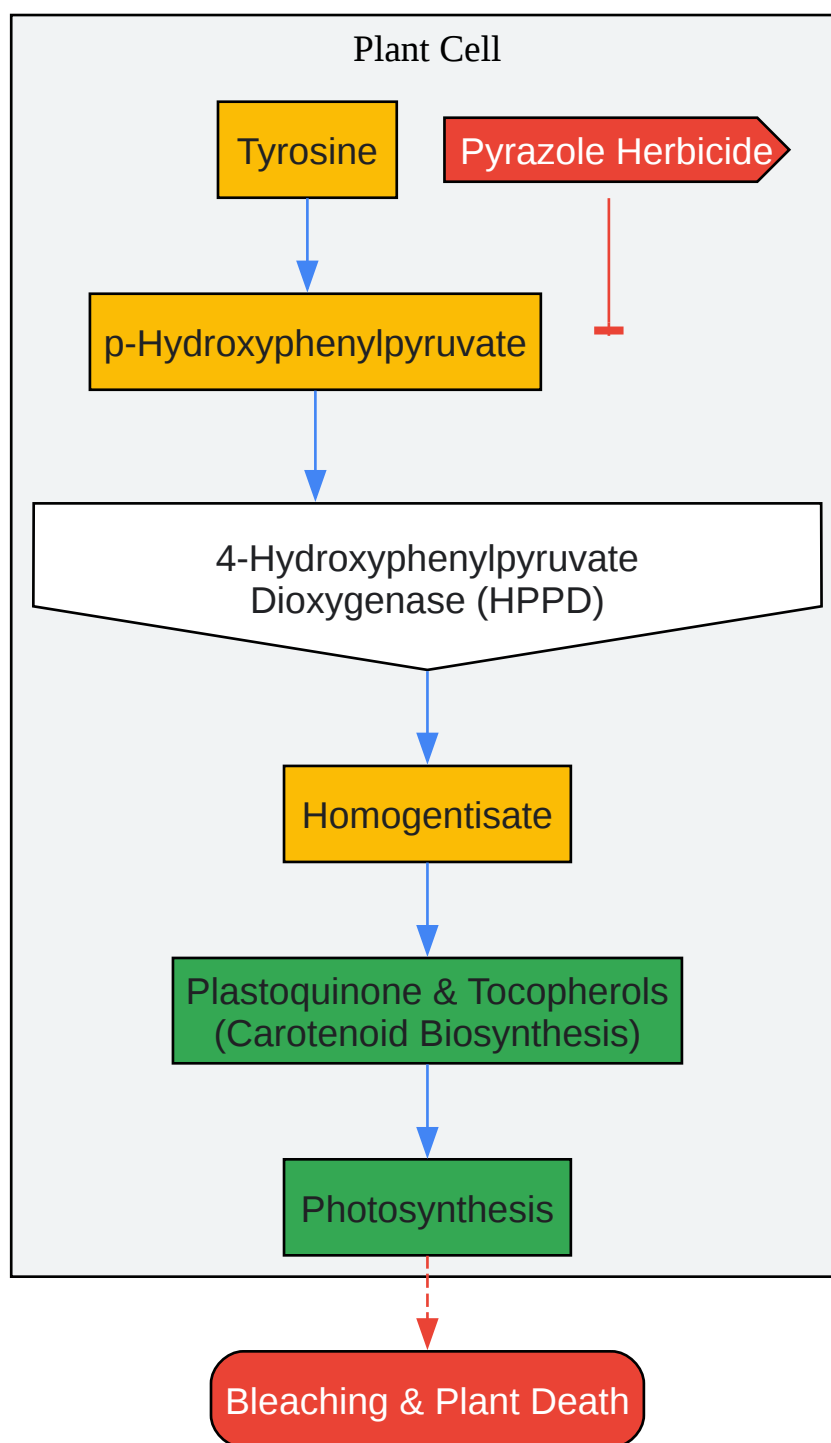 Plant Cell
Tyrosine
Pyrazole Herbicide
p-Hydroxyphenylpyruvate
4-Hydroxyphenylpyruvate
Dioxygenase (HPPD)
Homogentisate
Plastoquinone & Tocopherols
(Carotenoid Biosynthesis)
Photosynthesis
Bleaching & Plant Death